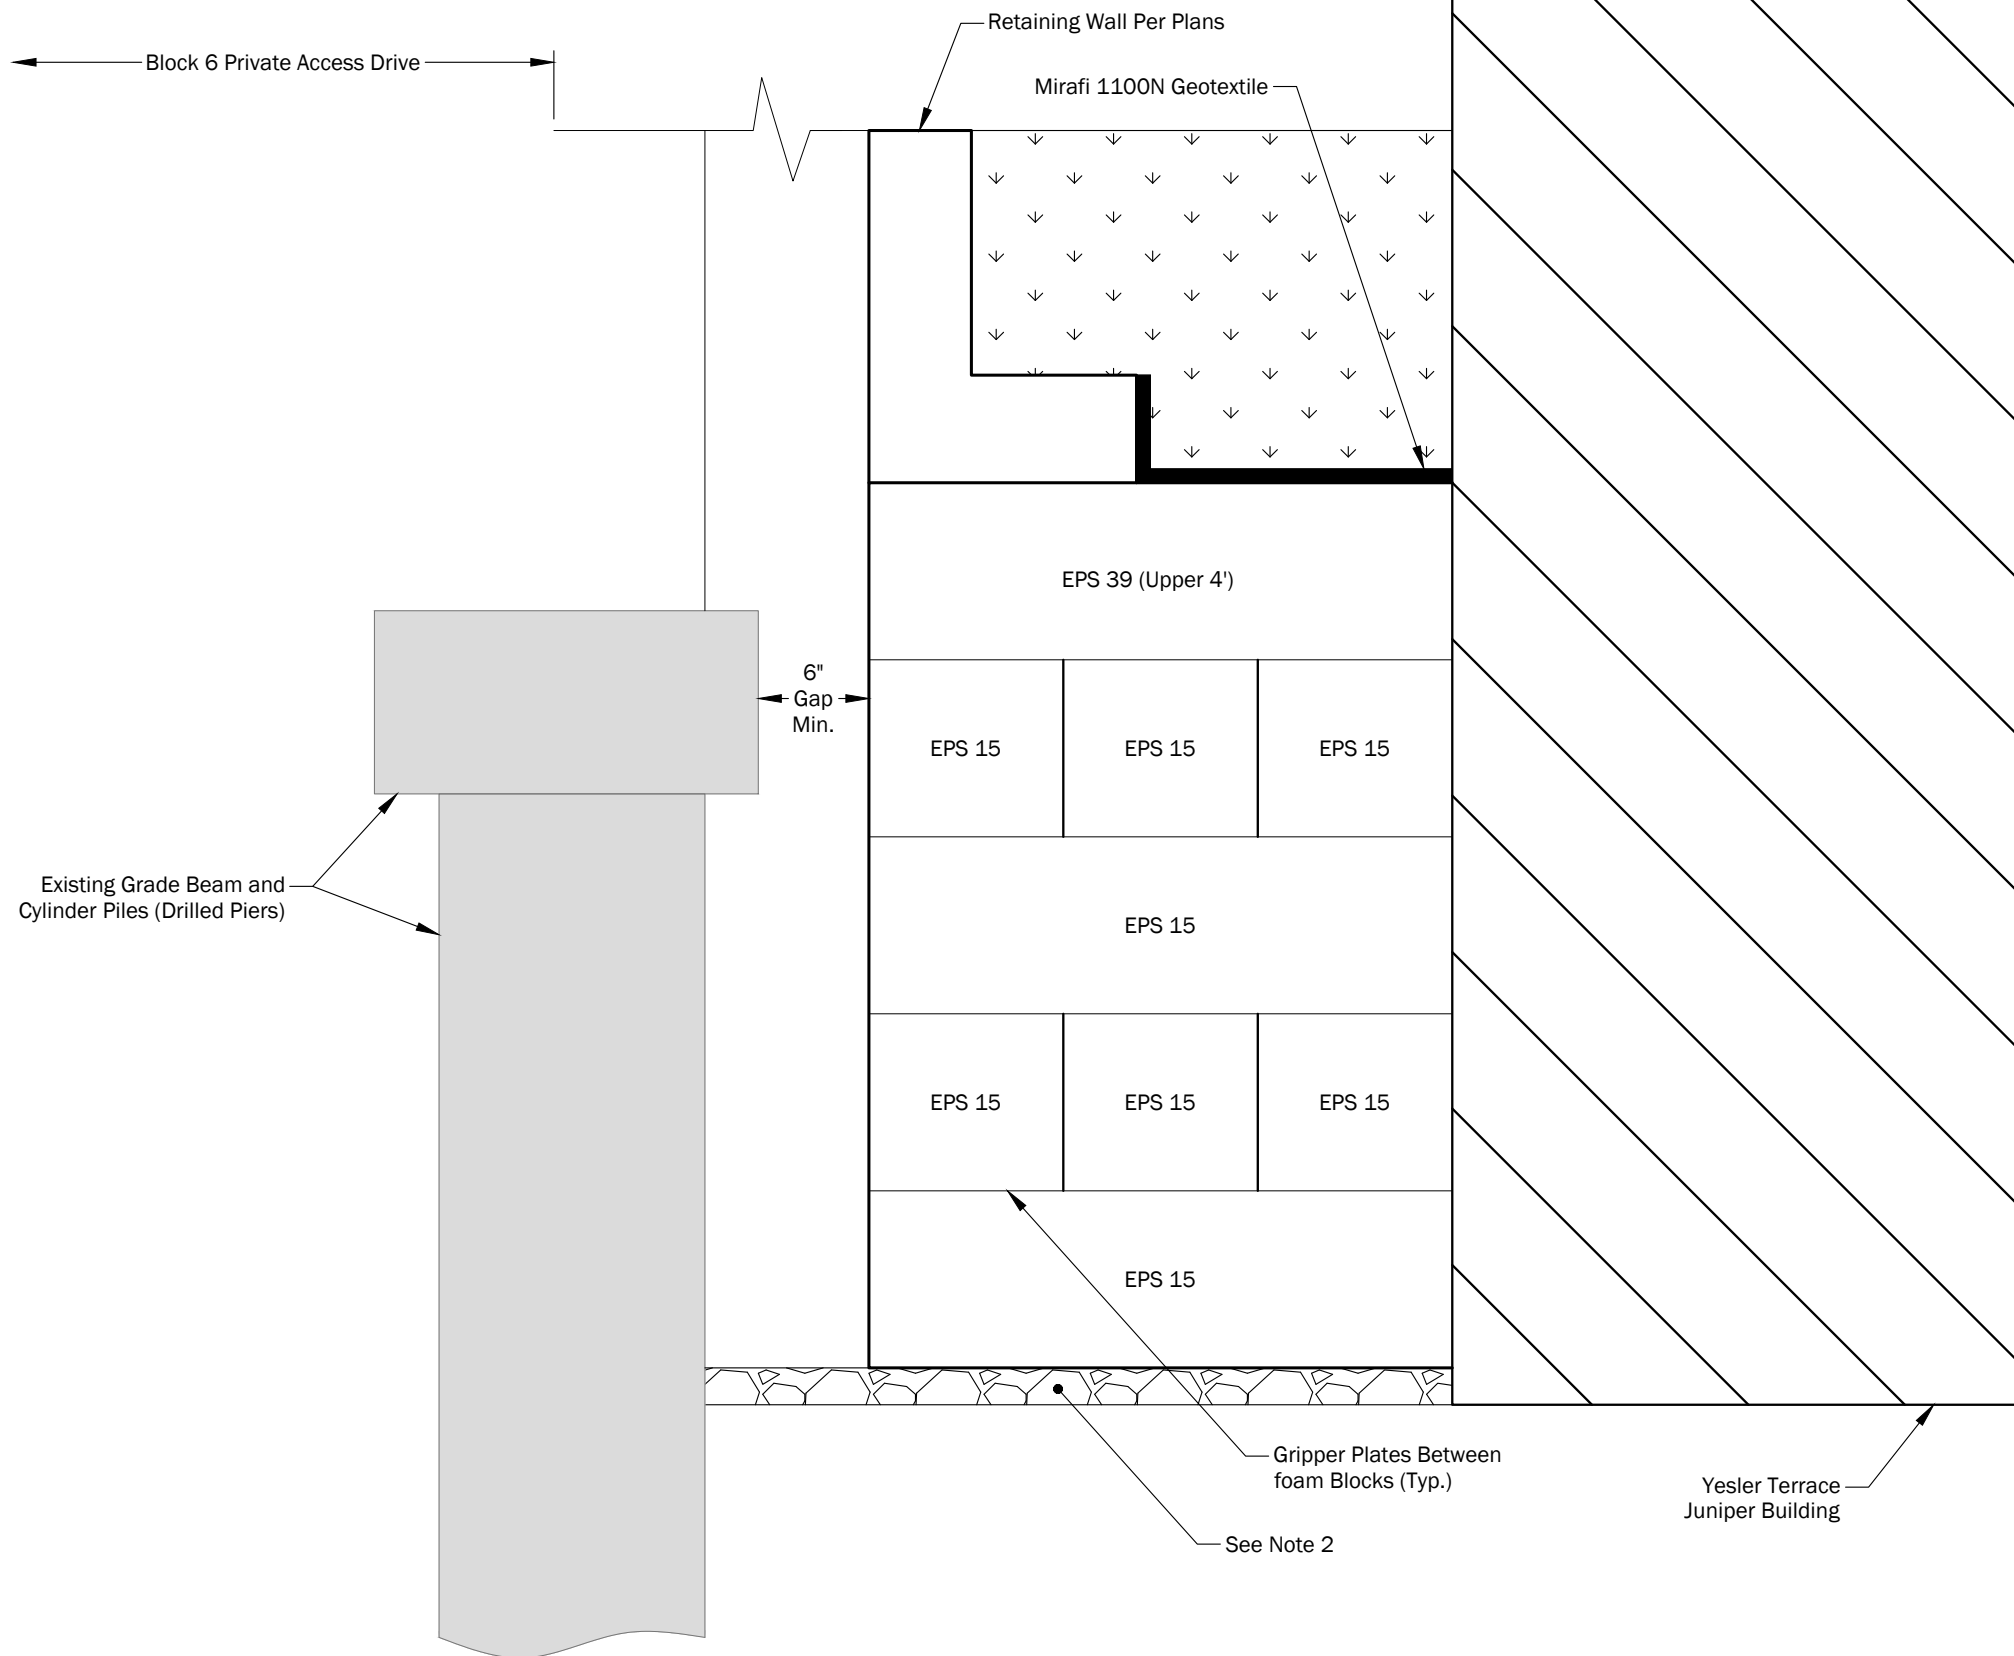 Retaining Wall Per Plans
Block 6 Private Access Drive
Mirafi 1100N Geotextile
EPS 39 (Upper 4')
6"
Gap
Min.
EPS 15
EPS 15
EPS 15
Existing Grade Beam and
Cylinder Piles (Drilled Piers)
EPS 15
EPS 15
EPS 15
EPS 15
EPS 15
Gripper Plates Between
foam Blocks (Typ.)
Yesler Terrace
Juniper Building
See Note 2